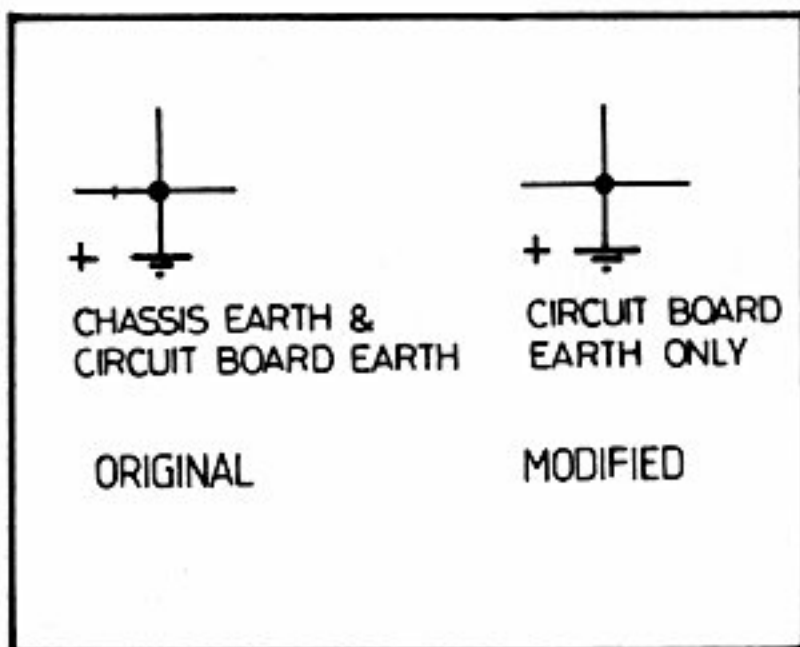 +
+
CHASSIS EARTH &
CIRCUIT BOARD EARTH
CIRCUIT BOARD
EARTH ONLY
ORIGINAL
MODIFIED